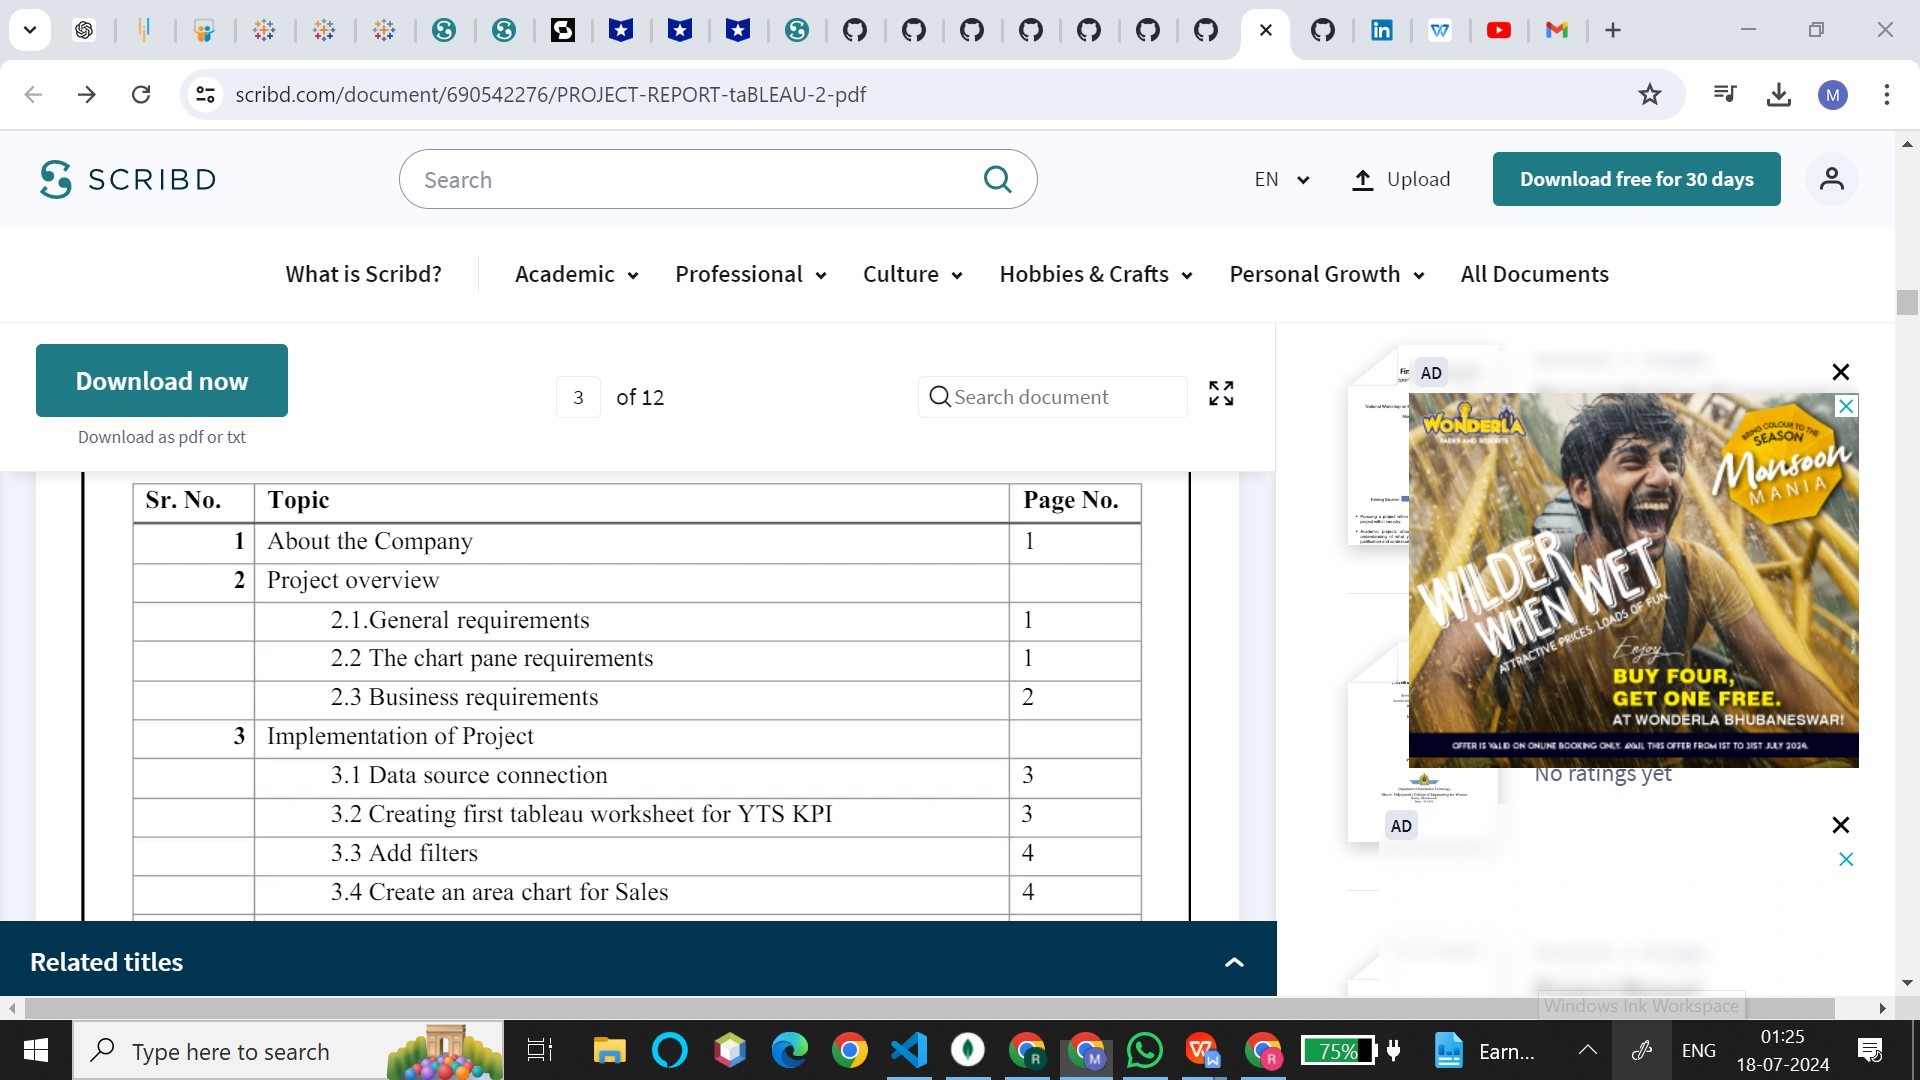 scribd.com/document/690542276/PROJECT-REPORT-taBLEAU-2-pdf
M
SCRIBD
Search
EN
Upload
Download free for 30 days
What is Scribd?
Academic
Professional
Culture
Hobbies & Crafts
Personal Growth
All Documents
Download now
Download as pdf or txt
3 of 12
Search document
Sr. No. Topic Page No.
1 About the Company 1
2 Project overview
2.1.General requirements 1
2.2 The chart pane requirements 1
2.3 Business requirements 2
3 Implementation of Project
3.1 Data source connection 3
3.2 Creating first tableau worksheet for YTS KPI 3
3.3 Add filters 4
3.4 Create an area chart for Sales 4
Related titles
AD
WONDERLA
PARKS AND RESORTS
BRING COLOUR TO THE
SEASON
Monsoon
MANIA
WILDER
WHEN WET
ATTRACTIVE PRICES. LOADS OF FUN.
Enjoy
BUY FOUR,
GET ONE FREE.
AT WONDERLA BHUBANESWAR!
OFFER IS VALID ON ONLINE BOOKING ONLY. AVAIL THIS OFFER FROM 1ST TO 31ST JULY 2024.
No ratings yet
AD
Windows Ink Workspace
Type here to search
75%
Earn...
ENG
01:25
18-07-2024